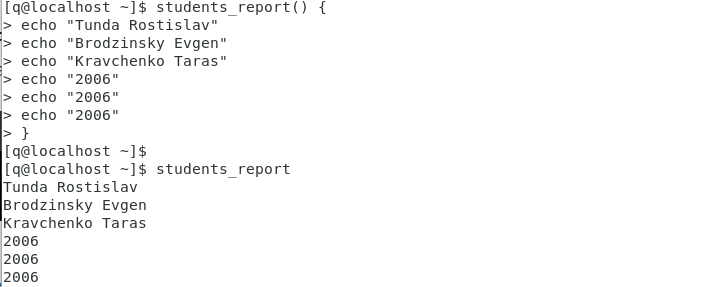 [q@localhost ~]$ students_report() {
> echo "Tunda Rostislav"
> echo "Brodzinsky Evgen"
> echo "Kravchenko Taras"
> echo "2006"
> echo "2006"
> echo "2006"
> }
[q@localhost ~]$
[q@localhost ~]$ students_report
Tunda Rostislav
Brodzinsky Evgen
Kravchenko Taras
2006
2006
2006